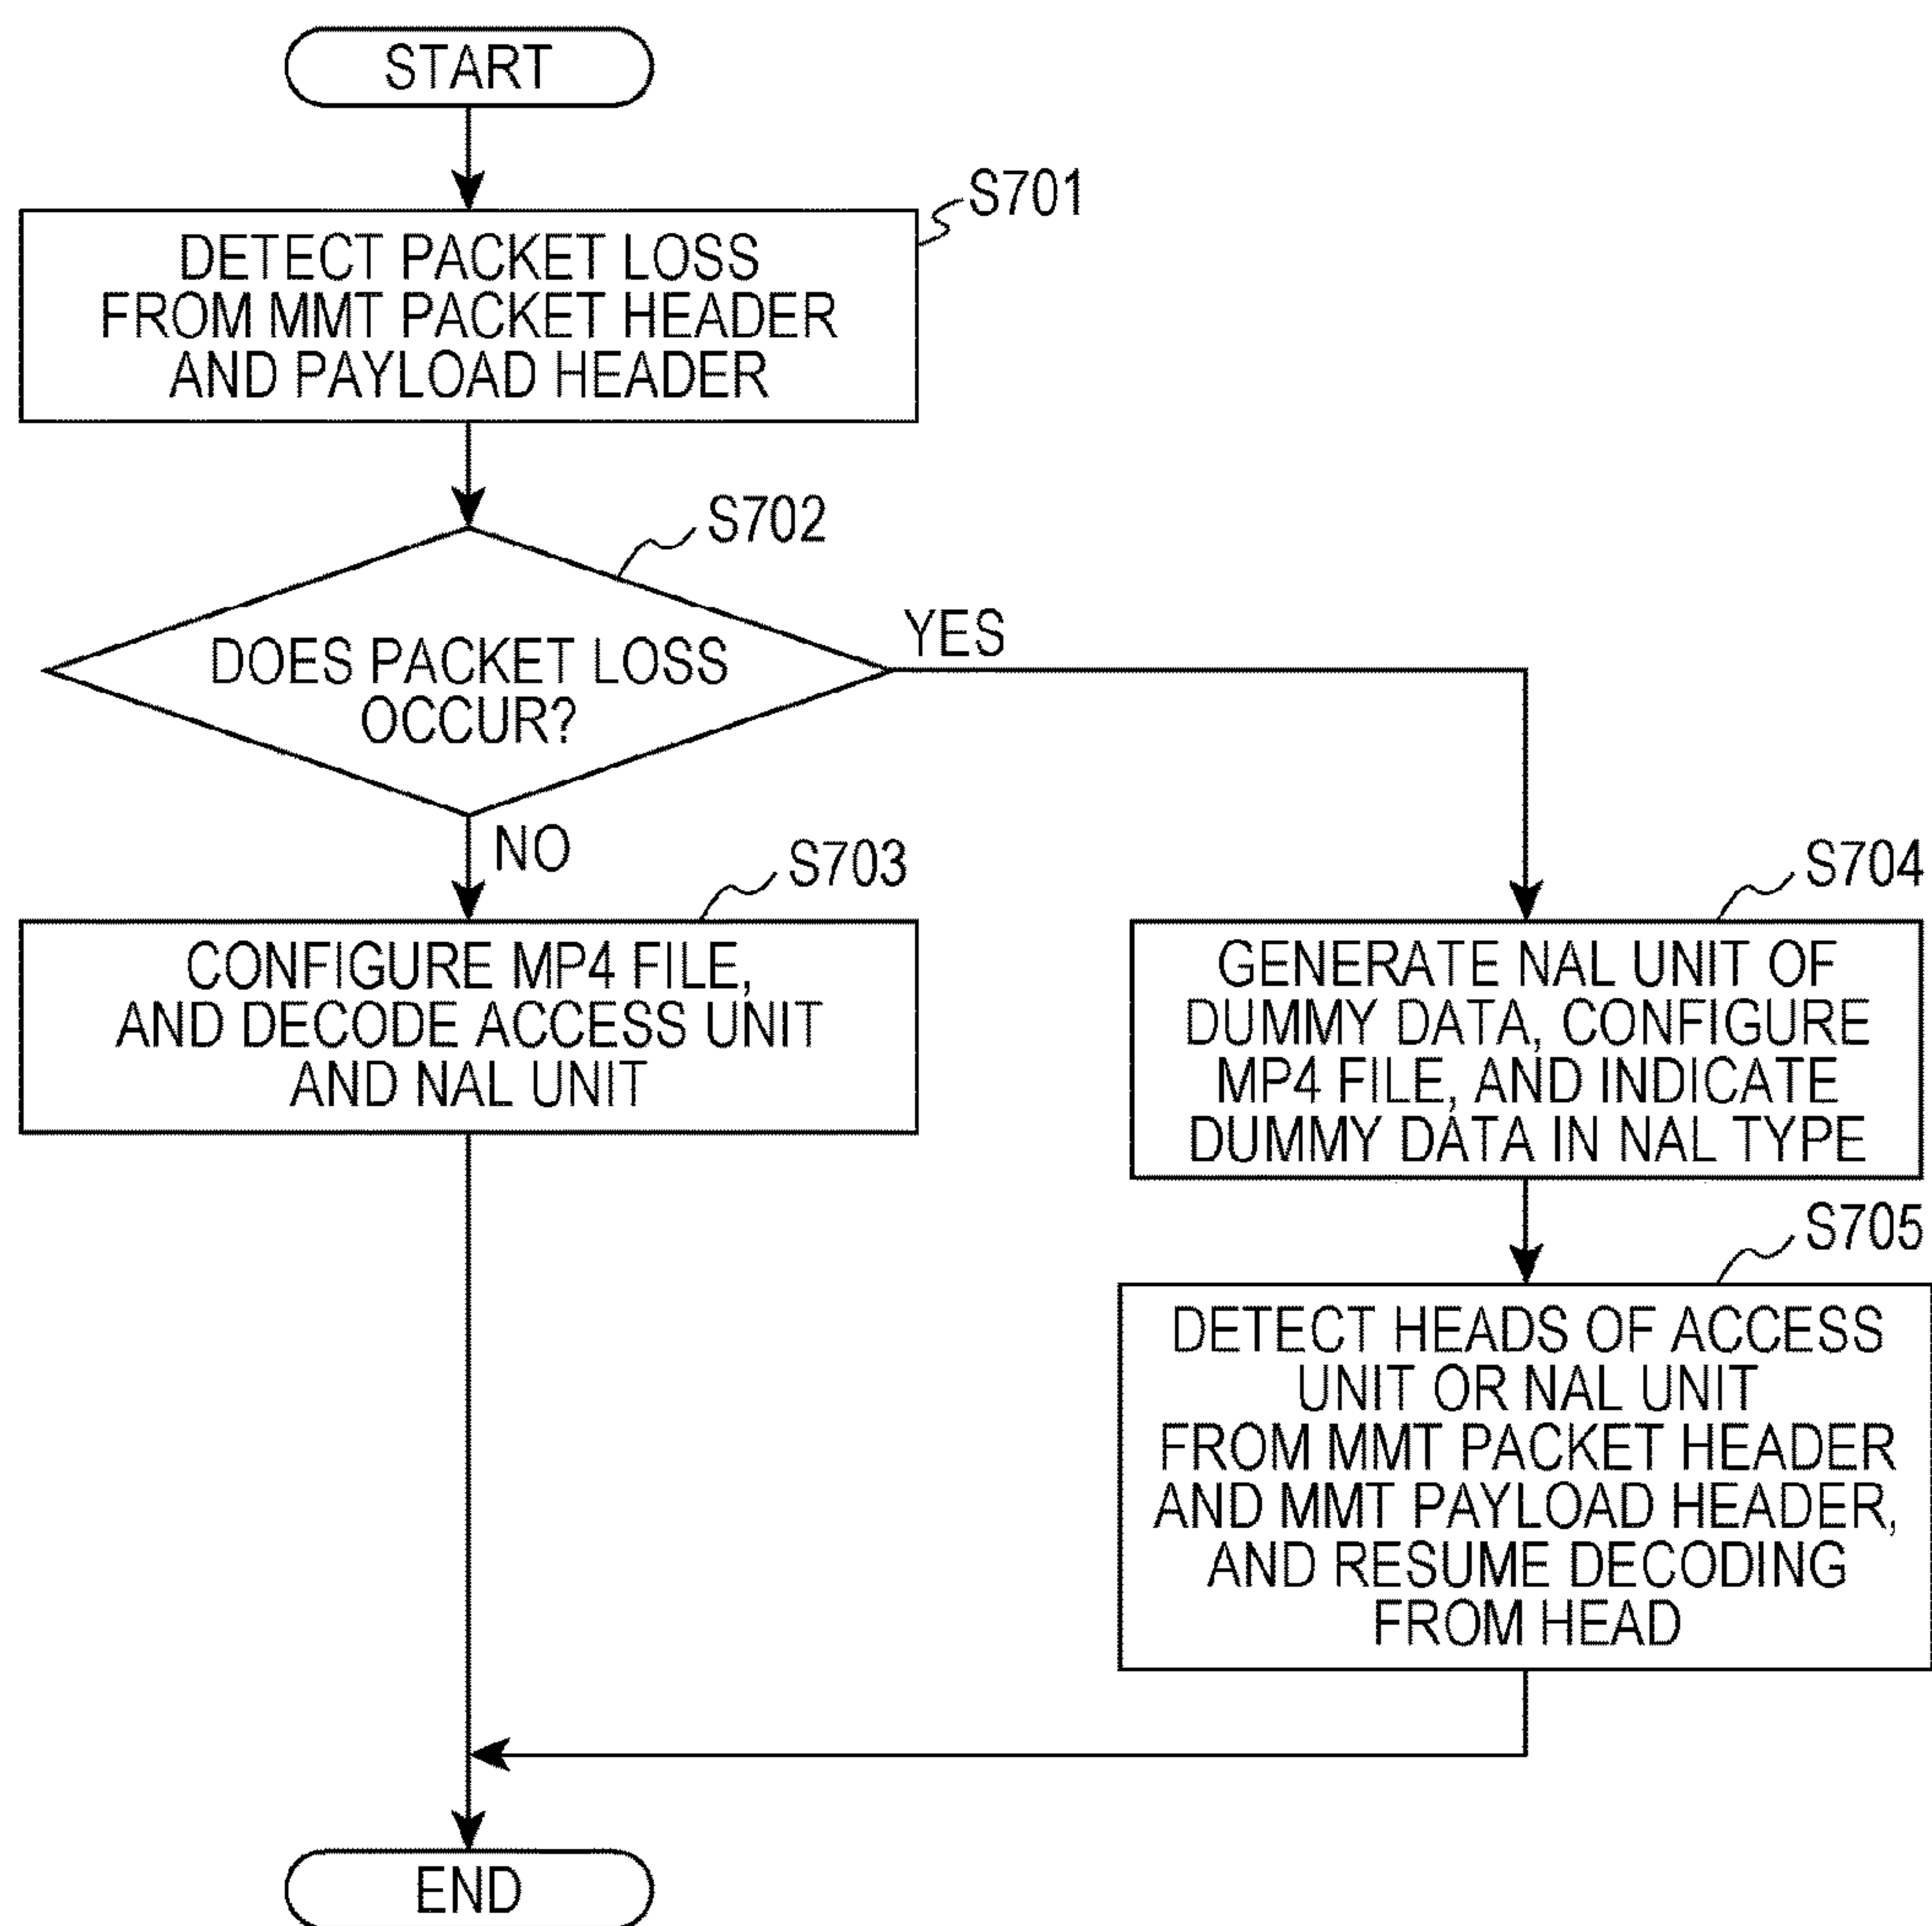 START
S701
DETECT PACKET LOSS
FROM MMT PACKET HEADER
AND PAYLOAD HEADER
S702
DOES PACKET LOSS
OCCUR?
YES
NO
S703
CONFIGURE MP4 FILE,
AND DECODE ACCESS UNIT
AND NAL UNIT
S704
GENERATE NAL UNIT OF
DUMMY DATA, CONFIGURE
MP4 FILE, AND INDICATE
DUMMY DATA IN NAL TYPE
S705
DETECT HEADS OF ACCESS
UNIT OR NAL UNIT
FROM MMT PACKET HEADER
AND MMT PAYLOAD HEADER,
AND RESUME DECODING
FROM HEAD
END